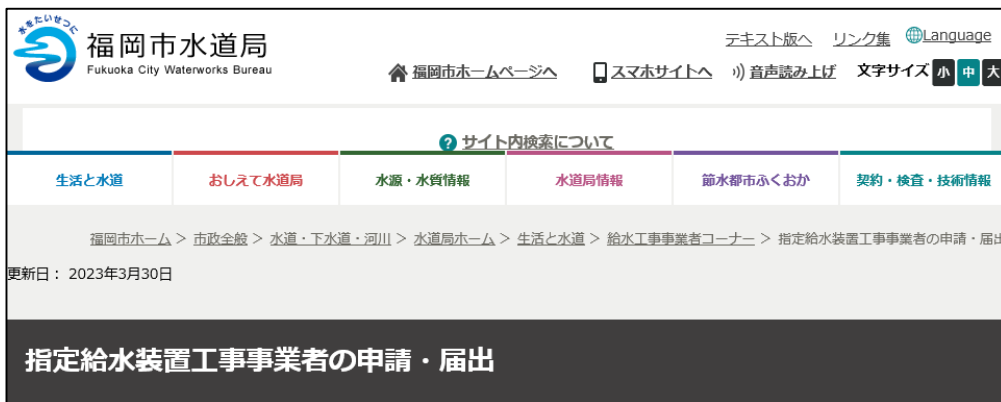 水をたいせつに
福岡市水道局
Fukuoka City Waterworks Bureau
テキスト版へ リンク集 Language
福岡市ホームページへ スマホサイトへ 音声読み上げ 文字サイズ 小 中 大
? サイト内検索について
生活と水道 おしえて水道局 水源・水質情報 水道局情報 節水都市ふくおか 契約・検査・技術情報
福岡市ホーム > 市政全般 > 水道・下水道・河川 > 水道局ホーム > 生活と水道 > 給水工事事業者コーナー > 指定給水装置工事事業者の申請・届出
更新日： 2023年3月30日
指定給水装置工事事業者の申請・届出